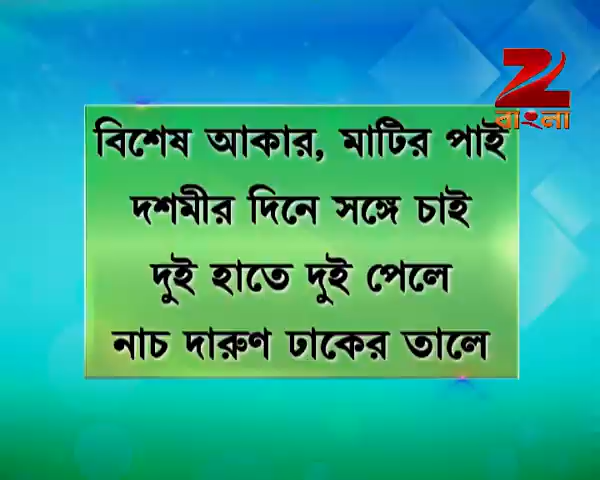 বাংলা
বিশেষ আকার, মাটির পাই
দশমীর দিনে সঙ্গে চাই
দুই হাতে দুই পেলে
নাচ দারুণ ঢাকের তালে